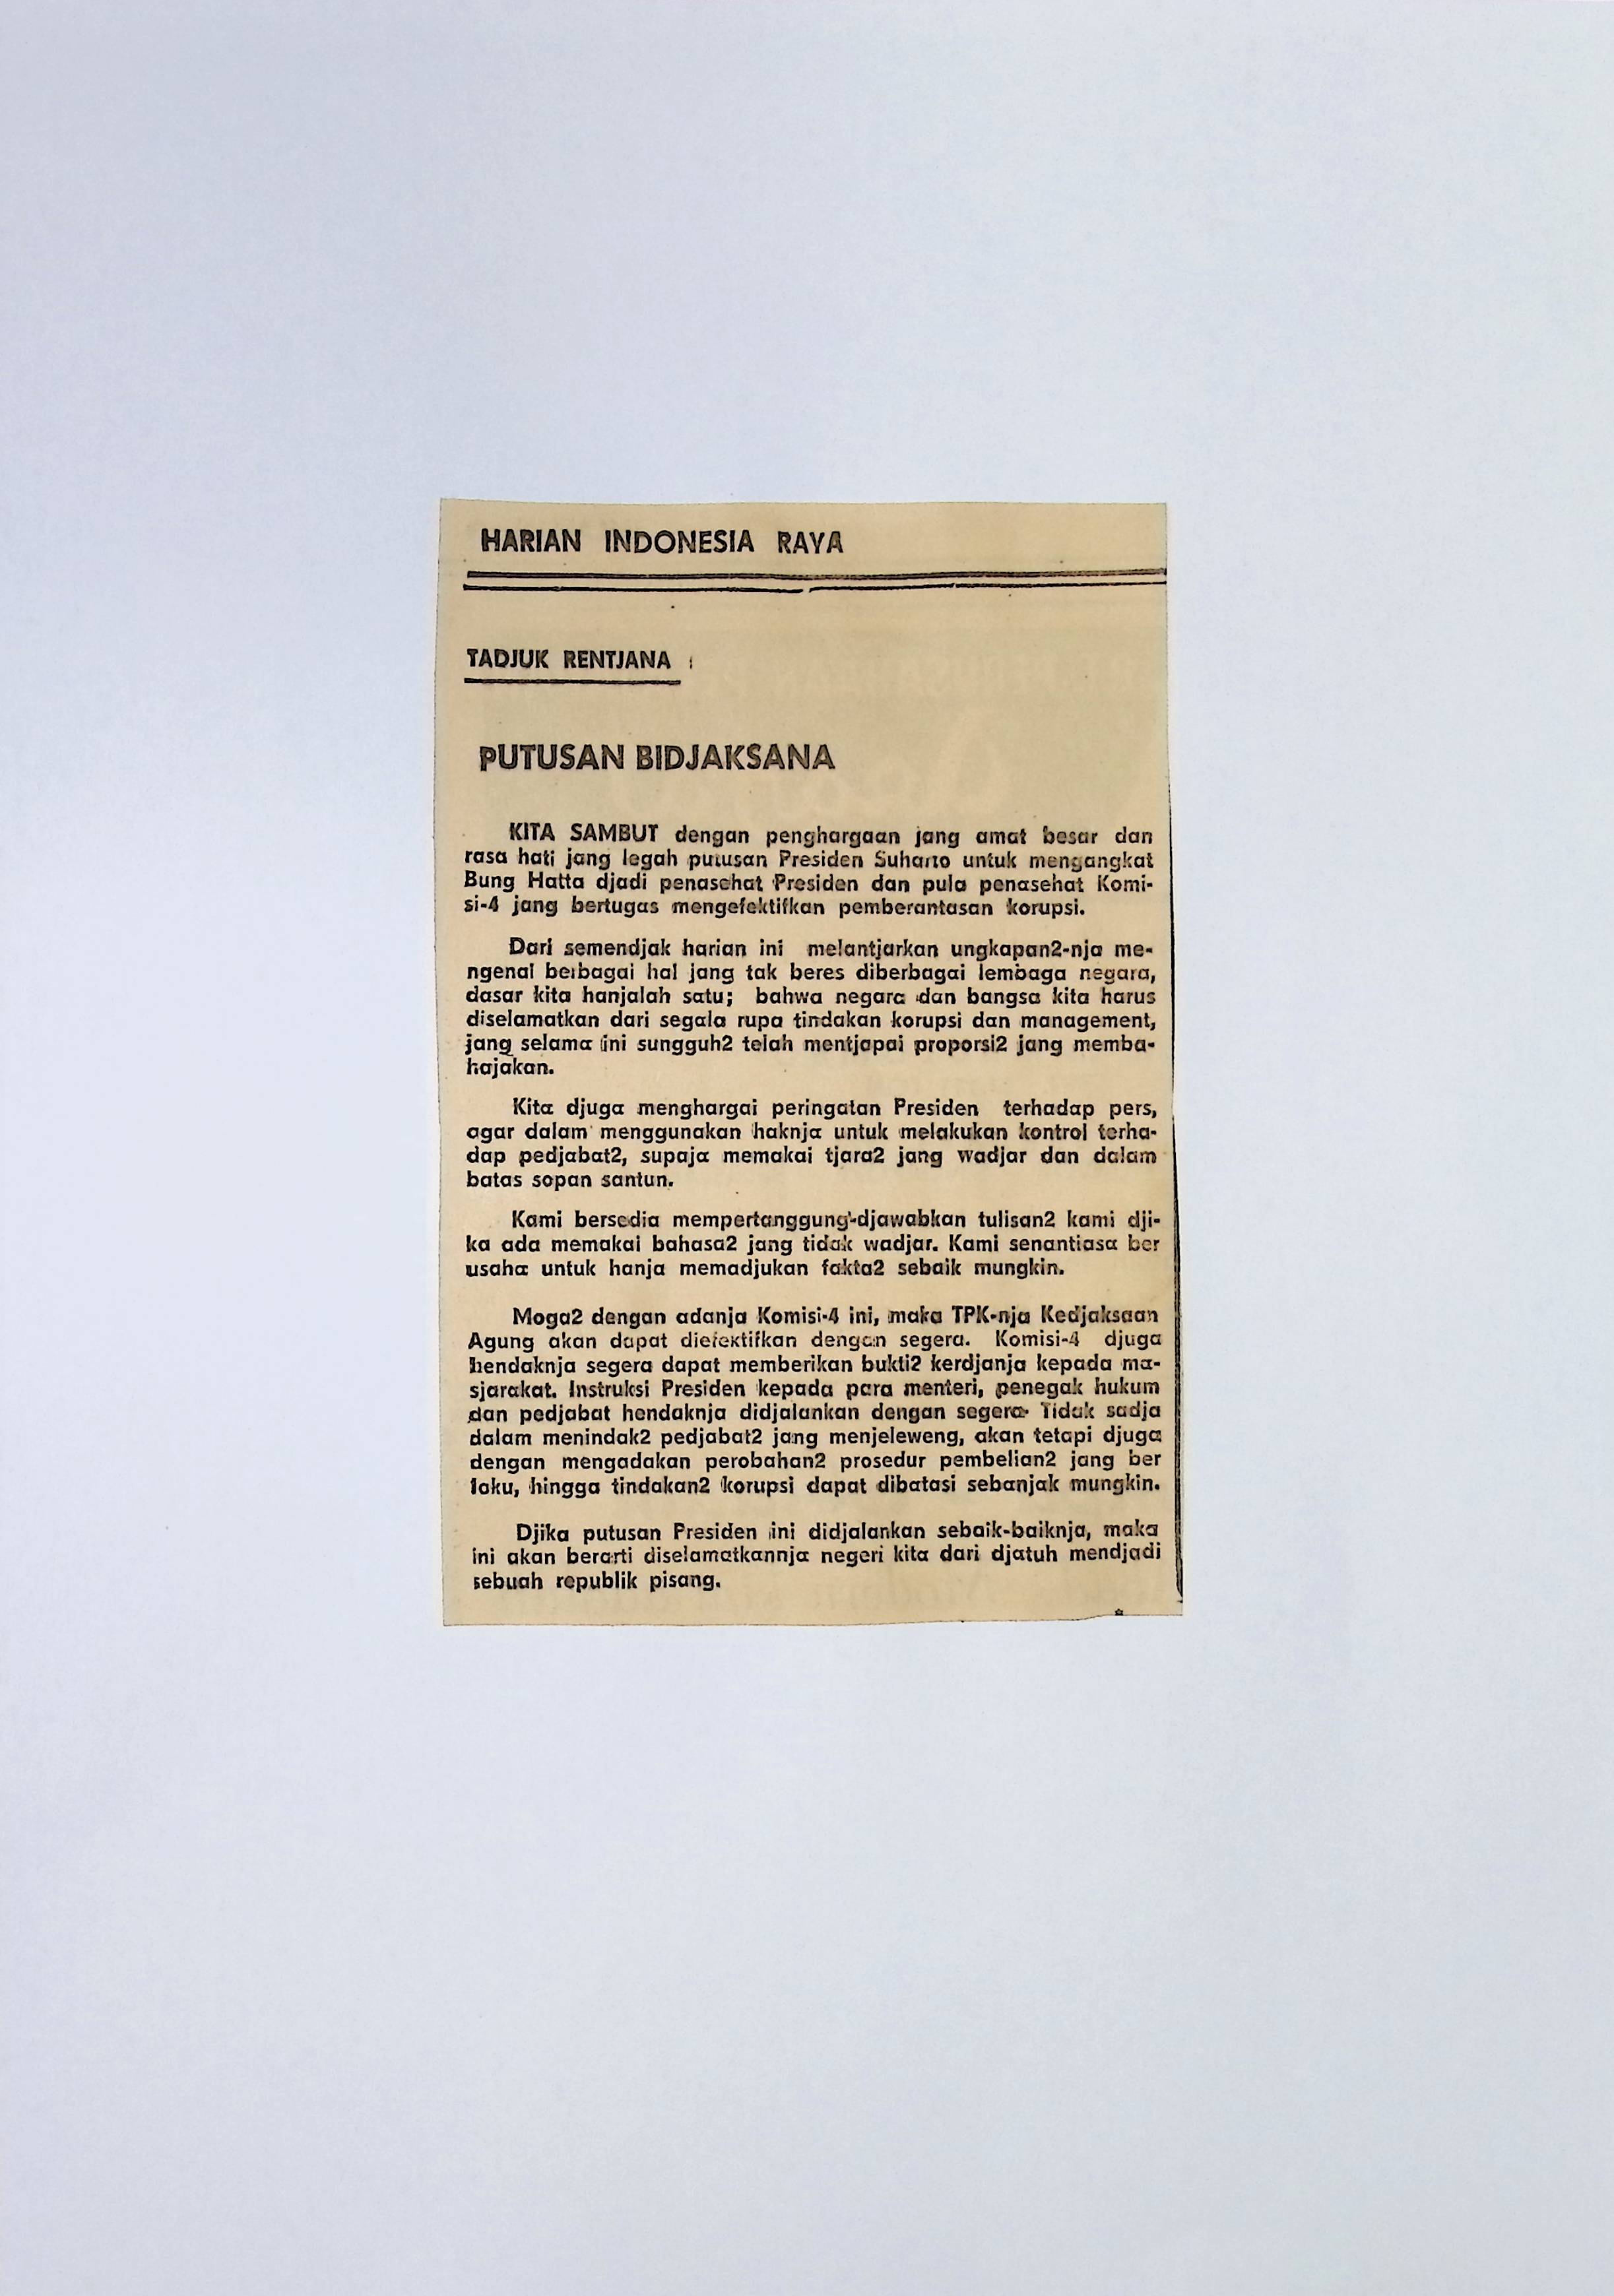 HARIAN INDONESIA RAYA
TADJUK RENTJANA :
PUTUSAN BIDJAKSANA
KITA SAMBUT dengan penghargaan jang amat besar dan
rasa hati jang legah putusan Presiden Suharto untuk mengangkat
Bung Hatta djadi penasehat Presiden dan pula penasehat Komi-
si-4 jang bertugas mengefektifkan pemberantasan korupsi.
Dari semendjak harian ini melantjarkan ungkapan2-nja me-
ngenai berbagai hal jang tak beres diberbagai lembaga negara,
dasar kita hanjalah satu; bahwa negara dan bangsa kita harus
diselamatkan dari segala rupa tindakan korupsi dan management,
jang selama ini sungguh2 telah mentjapai proporsi2 jang memba-
hajakan.
Kita djuga menghargai peringatan Presiden terhadap pers,
agar dalam menggunakan haknja untuk melakukan kontrol terha-
dap pedjabat2, supaja memakai tjara2 jang wadjar dan dalam
batas sopan santun.
Kami bersedia mempertanggung-djawabkan tulisan2 kami dji-
ka ada memakai bahasa2 jang tidak wadjar. Kami senantiasa ber
usaha untuk hanja memadjukan fakta2 sebaik mungkin.
Moga2 dengan adanja Komisi-4 ini, maka TPK-nja Kedjaksaan
Agung akan dapat diefektifkan dengan segera. Komisi-4 djuga
hendaknja segera dapat memberikan bukti2 kerdjanja kepada ma-
sjarakat. Instruksi Presiden kepada para menteri, penegak hukum
dan pedjabat hendaknja didjalankan dengan segera. Tidak sadja
dalam menindak2 pedjabat2 jang menjeleweng, akan tetapi djuga
dengan mengadakan perobahan2 prosedur pembelian2 jang ber
laku, hingga tindakan2 korupsi dapat dibatasi sebanjak mungkin.
Djika putusan Presiden ini didjalankan sebaik-baiknja, maka
ini akan berarti diselamatkannja negeri kita dari djatuh mendjadi
sebuah republik pisang.